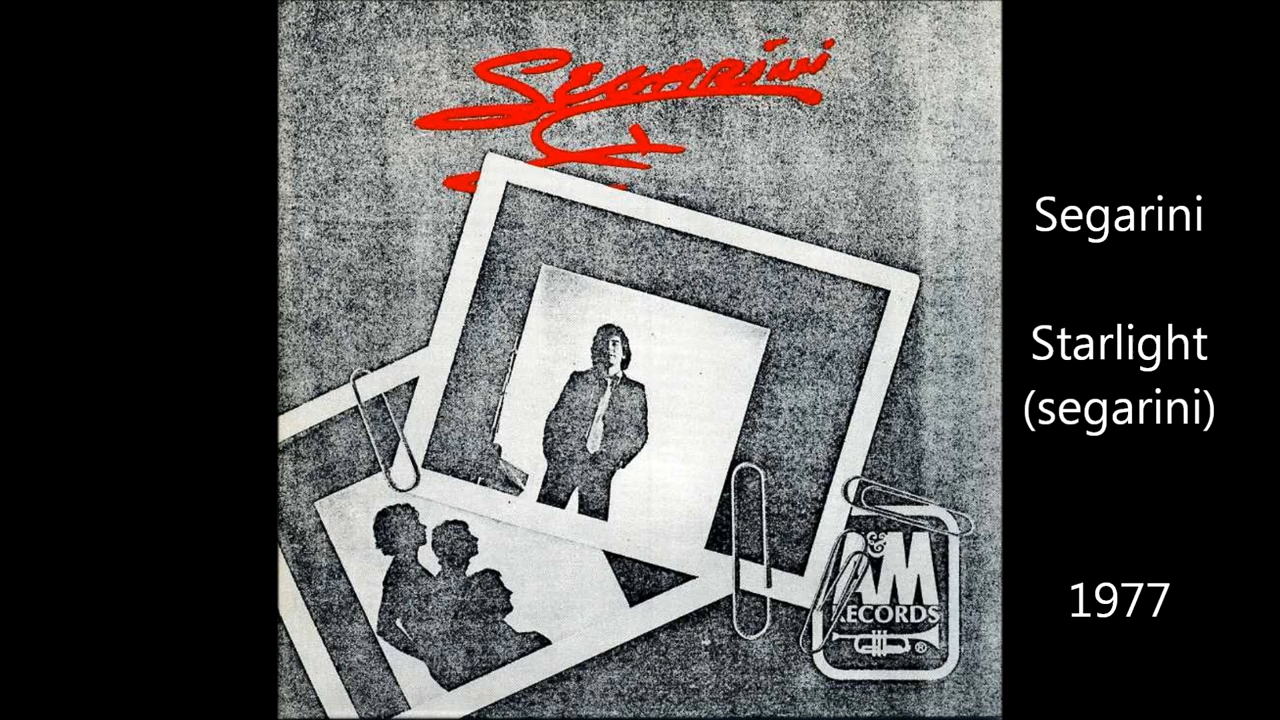 SEGARINI
Segarini
Starlight
(segarini)
1977
A&M
RECORDS
®